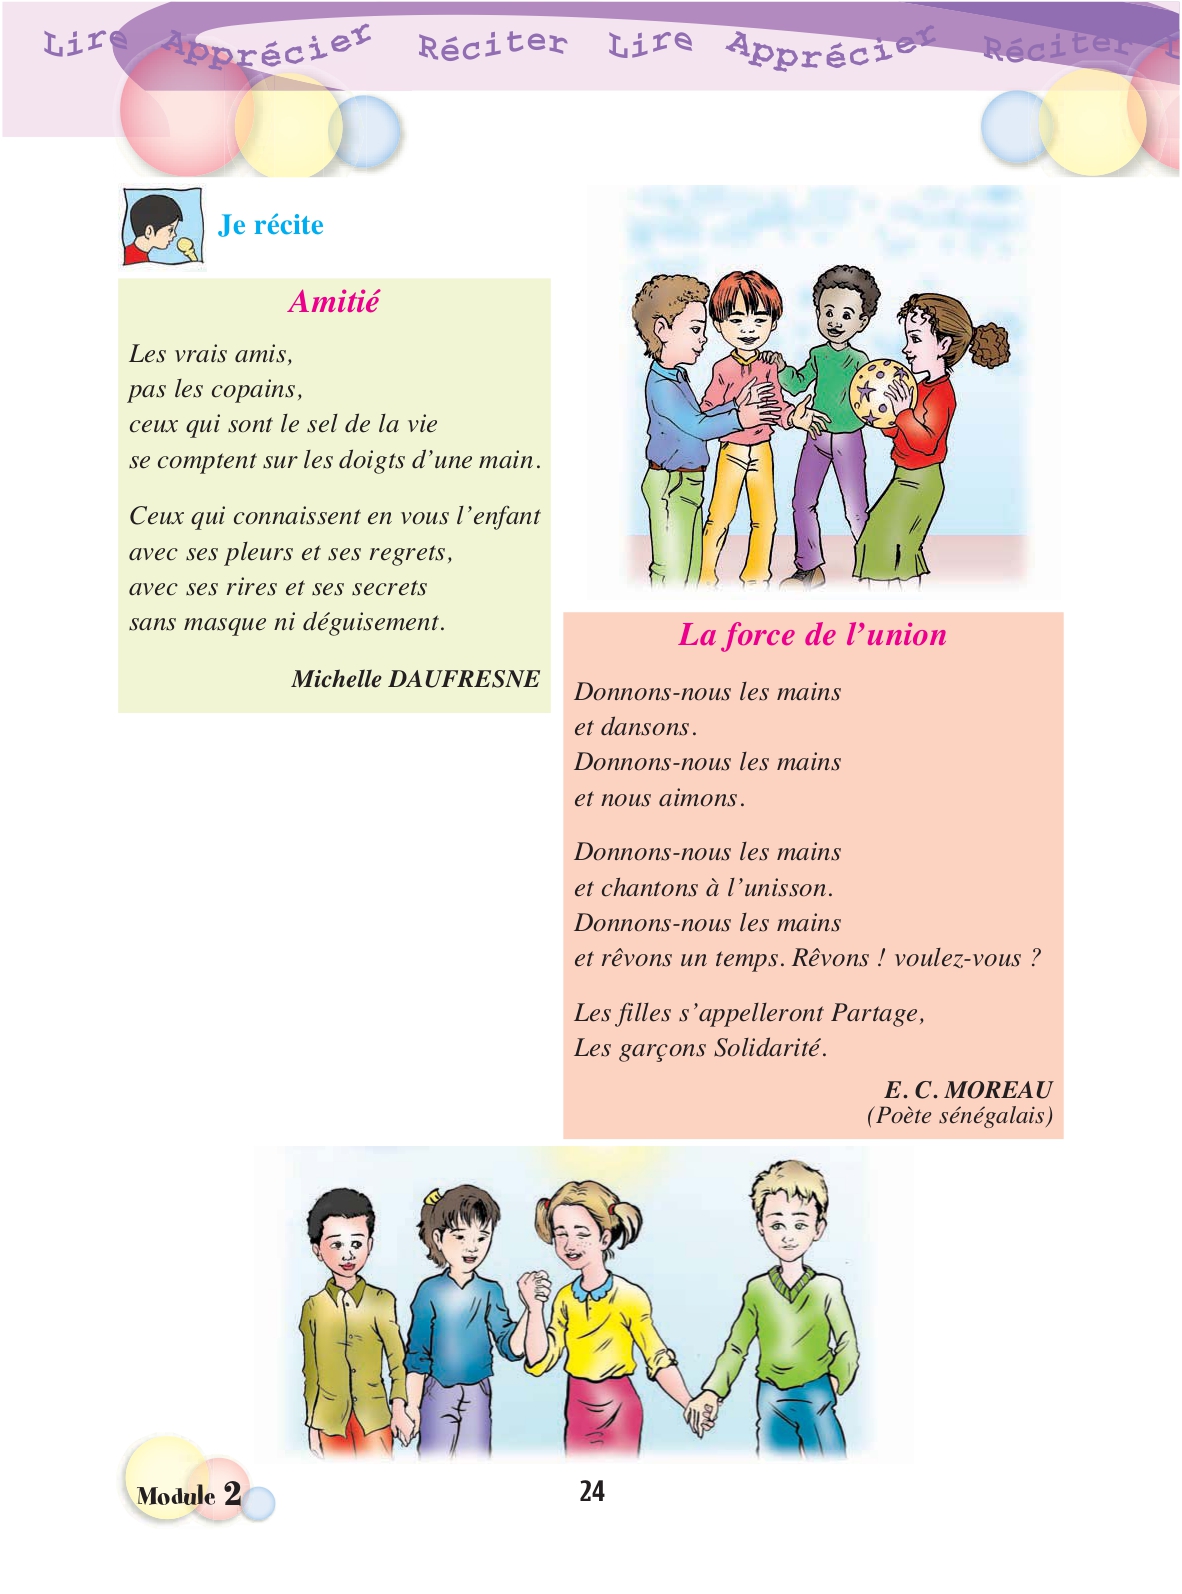 Lire Apprécier Réciter Lire Apprécier Réciter
Je récite
Amitié
Les vrais amis,
pas les copains,
ceux qui sont le sel de la vie
se comptent sur les doigts d’une main.
Ceux qui connaissent en vous l’enfant
avec ses pleurs et ses regrets,
avec ses rires et ses secrets
sans masque ni déguisement.
Michelle DAUFRESNE
La force de l’union
Donnons-nous les mains
et dansons.
Donnons-nous les mains
et nous aimons.
Donnons-nous les mains
et chantons à l’unisson.
Donnons-nous les mains
et rêvons un temps. Rêvons ! voulez-vous ?
Les filles s’appelleront Partage,
Les garçons Solidarité.
E. C. MOREAU
(Poète sénégalais)
Module 2
24